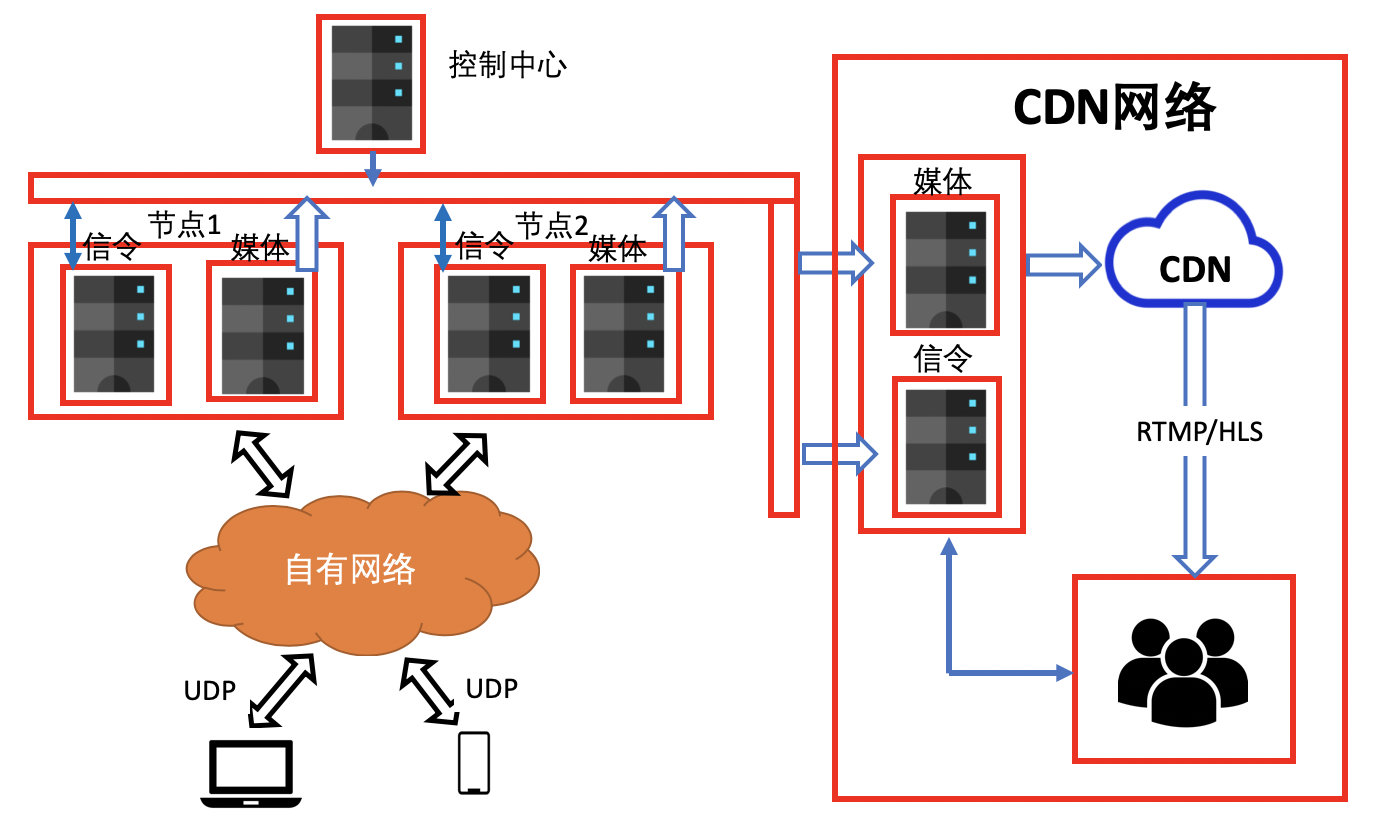 控制中心
CDN网络
节点1
信令
媒体
节点2
信令
媒体
媒体
CDN
信令
RTMP/HLS
自有网络
UDP
UDP